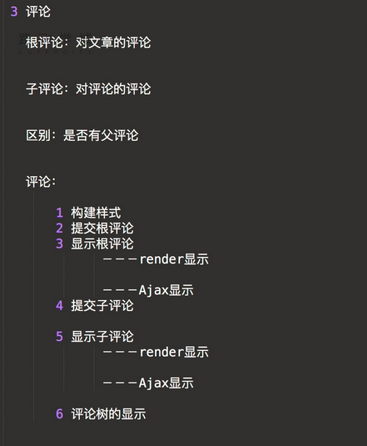 3 评论
根评论：对文章的评论
子评论：对评论的评论
区别：是否有父评论
评论：
1 构建样式
2 提交根评论
3 显示根评论
---render显示
---Ajax显示
4 提交子评论
5 显示子评论
---render显示
---Ajax显示
6 评论树的显示